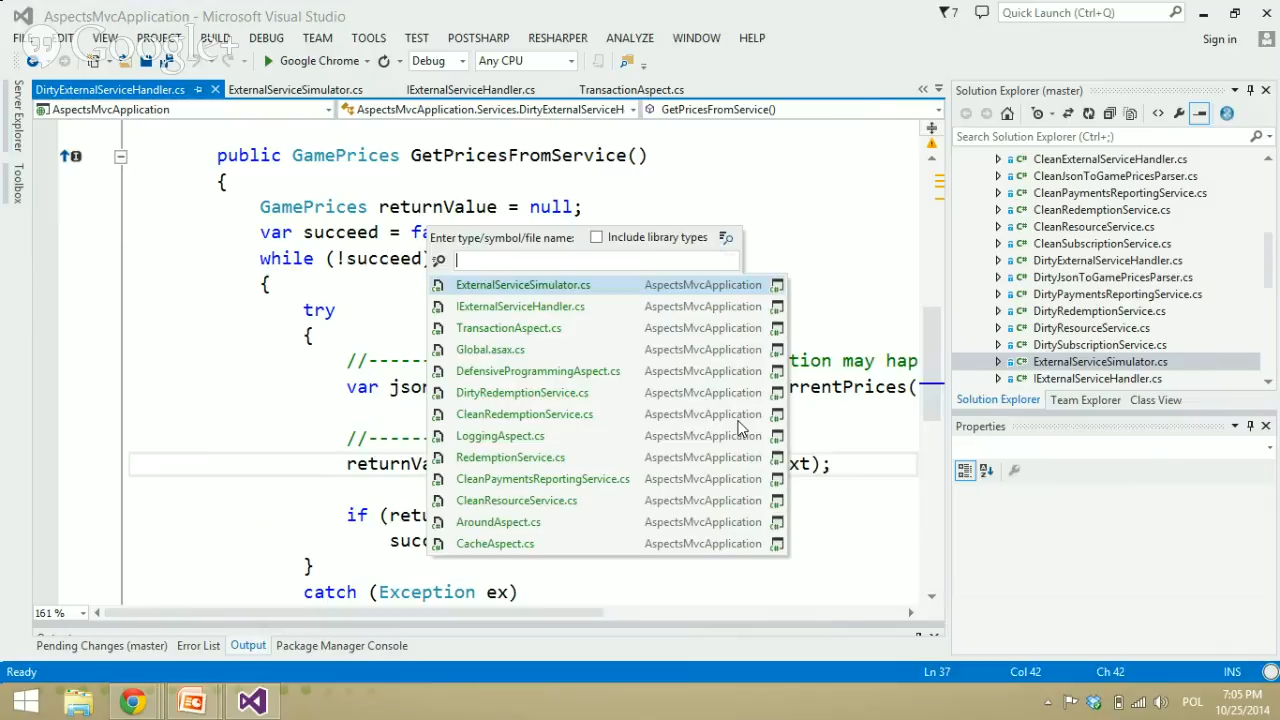 AspectsMvcApplication - Microsoft Visual Studio
7
Quick Launch (Ctrl+Q)
FILE EDIT VIEW PROJECT BUILD DEBUG TEAM TOOLS TEST POSTSHARP RESHARPER ANALYZE WINDOW HELP
Google+
Sign in
Google Chrome Debug Any CPU
DirtyExternalServiceHandler.cs ExternalServiceSimulator.cs IExternalServiceHandler.cs TransactionAspect.cs
AspectsMvcApplication AspectsMvcApplication.Services.DirtyExternalServiceH GetPricesFromService()
Server Explorer
Toolbox
public GamePrices GetPricesFromService()
{
GamePrices returnValue = null;
var succeed = fa
while (!succeed)
{
try
{
//------ tion may hap
var json rrentPrices(
//------
returnVa xt);
if (retu
succ
}
catch (Exception ex)
Enter type/symbol/file name: Include library types
ExternalServiceSimulator.cs AspectsMvcApplication
IExternalServiceHandler.cs AspectsMvcApplication
TransactionAspect.cs AspectsMvcApplication
Global.asax.cs AspectsMvcApplication
DefensiveProgrammingAspect.cs AspectsMvcApplication
DirtyRedemptionService.cs AspectsMvcApplication
CleanRedemptionService.cs AspectsMvcApplication
LoggingAspect.cs AspectsMvcApplication
RedemptionService.cs AspectsMvcApplication
CleanPaymentsReportingService.cs AspectsMvcApplication
CleanResourceService.cs AspectsMvcApplication
AroundAspect.cs AspectsMvcApplication
CacheAspect.cs AspectsMvcApplication
161 %
Solution Explorer (master)
Search Solution Explorer (Ctrl+;)
CleanExternalServiceHandler.cs
CleanJsonToGamePricesParser.cs
CleanPaymentsReportingService.cs
CleanRedemptionService.cs
CleanResourceService.cs
CleanSubscriptionService.cs
DirtyExternalServiceHandler.cs
DirtyJsonToGamePricesParser.cs
DirtyPaymentsReportingService.cs
DirtyRedemptionService.cs
DirtyResourceService.cs
DirtySubscriptionService.cs
ExternalServiceSimulator.cs
IExternalServiceHandler.cs
Solution Explorer Team Explorer Class View
Properties
Pending Changes (master) Error List Output Package Manager Console
Ready Ln 37 Col 42 Ch 42 INS
POL
7:05 PM
10/25/2014